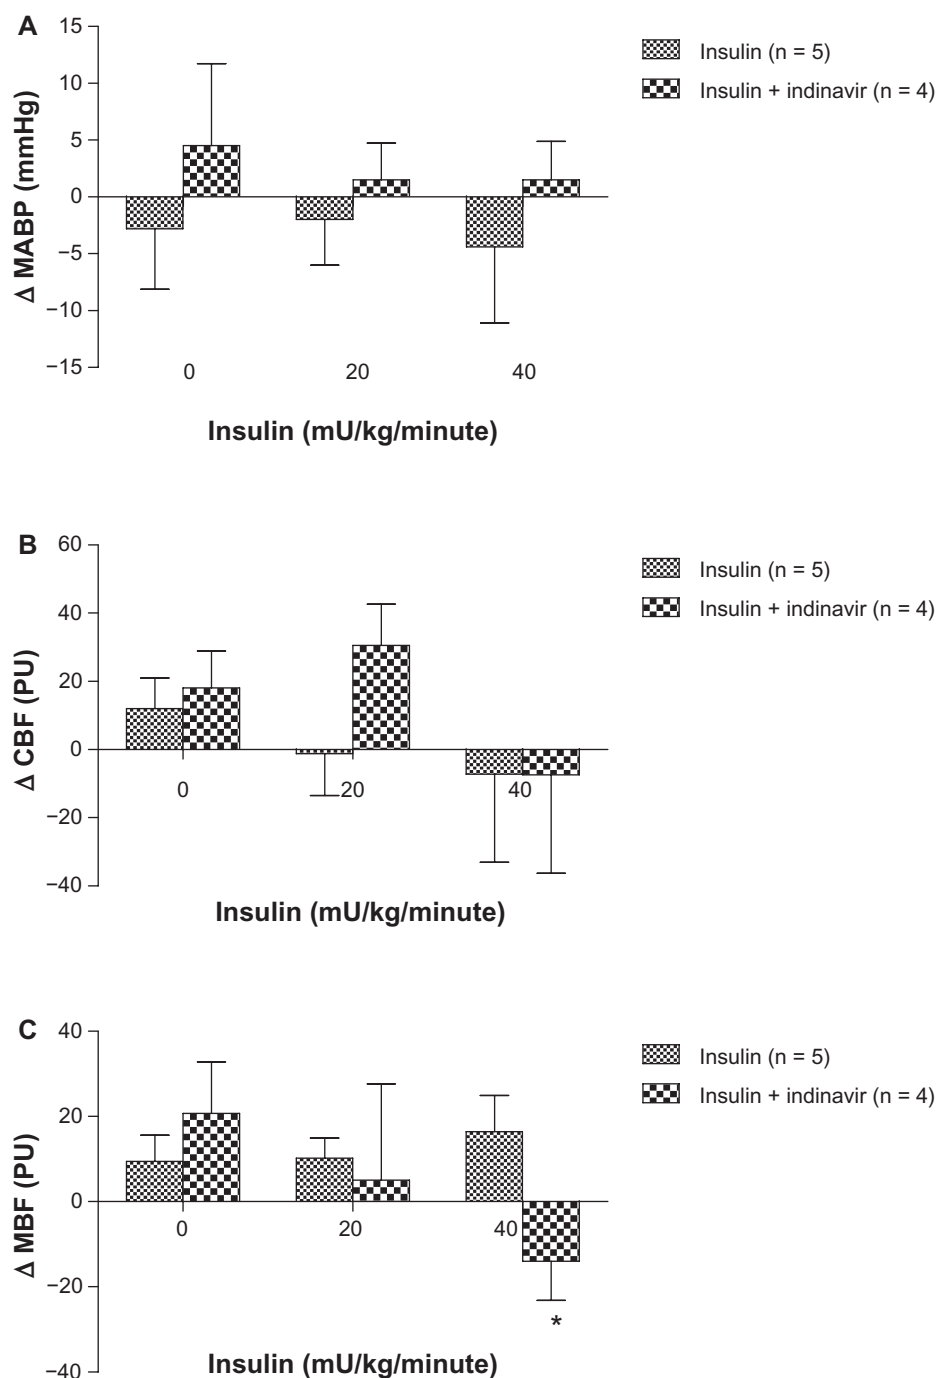 A
15
10
5
0
−5
−10
−15
Δ MABP (mmHg)
0 20 40
Insulin (mU/kg/minute)
Insulin (n = 5)
Insulin + indinavir (n = 4)
B
60
40
20
0
−20
−40
Δ CBF (PU)
0 20 40
Insulin (mU/kg/minute)
Insulin (n = 5)
Insulin + indinavir (n = 4)
C
40
20
0
−20
−40
Δ MBF (PU)
0 20 40
*
Insulin (mU/kg/minute)
Insulin (n = 5)
Insulin + indinavir (n = 4)